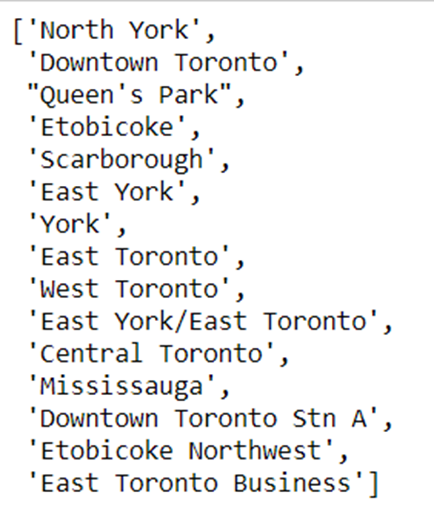 ['North York',
'Downtown Toronto',
"Queen's Park",
'Etobicoke',
'Scarborough',
'East York',
'York',
'East Toronto',
'West Toronto',
'East York/East Toronto',
'Central Toronto',
'Mississauga',
'Downtown Toronto Stn A',
'Etobicoke Northwest',
'East Toronto Business']